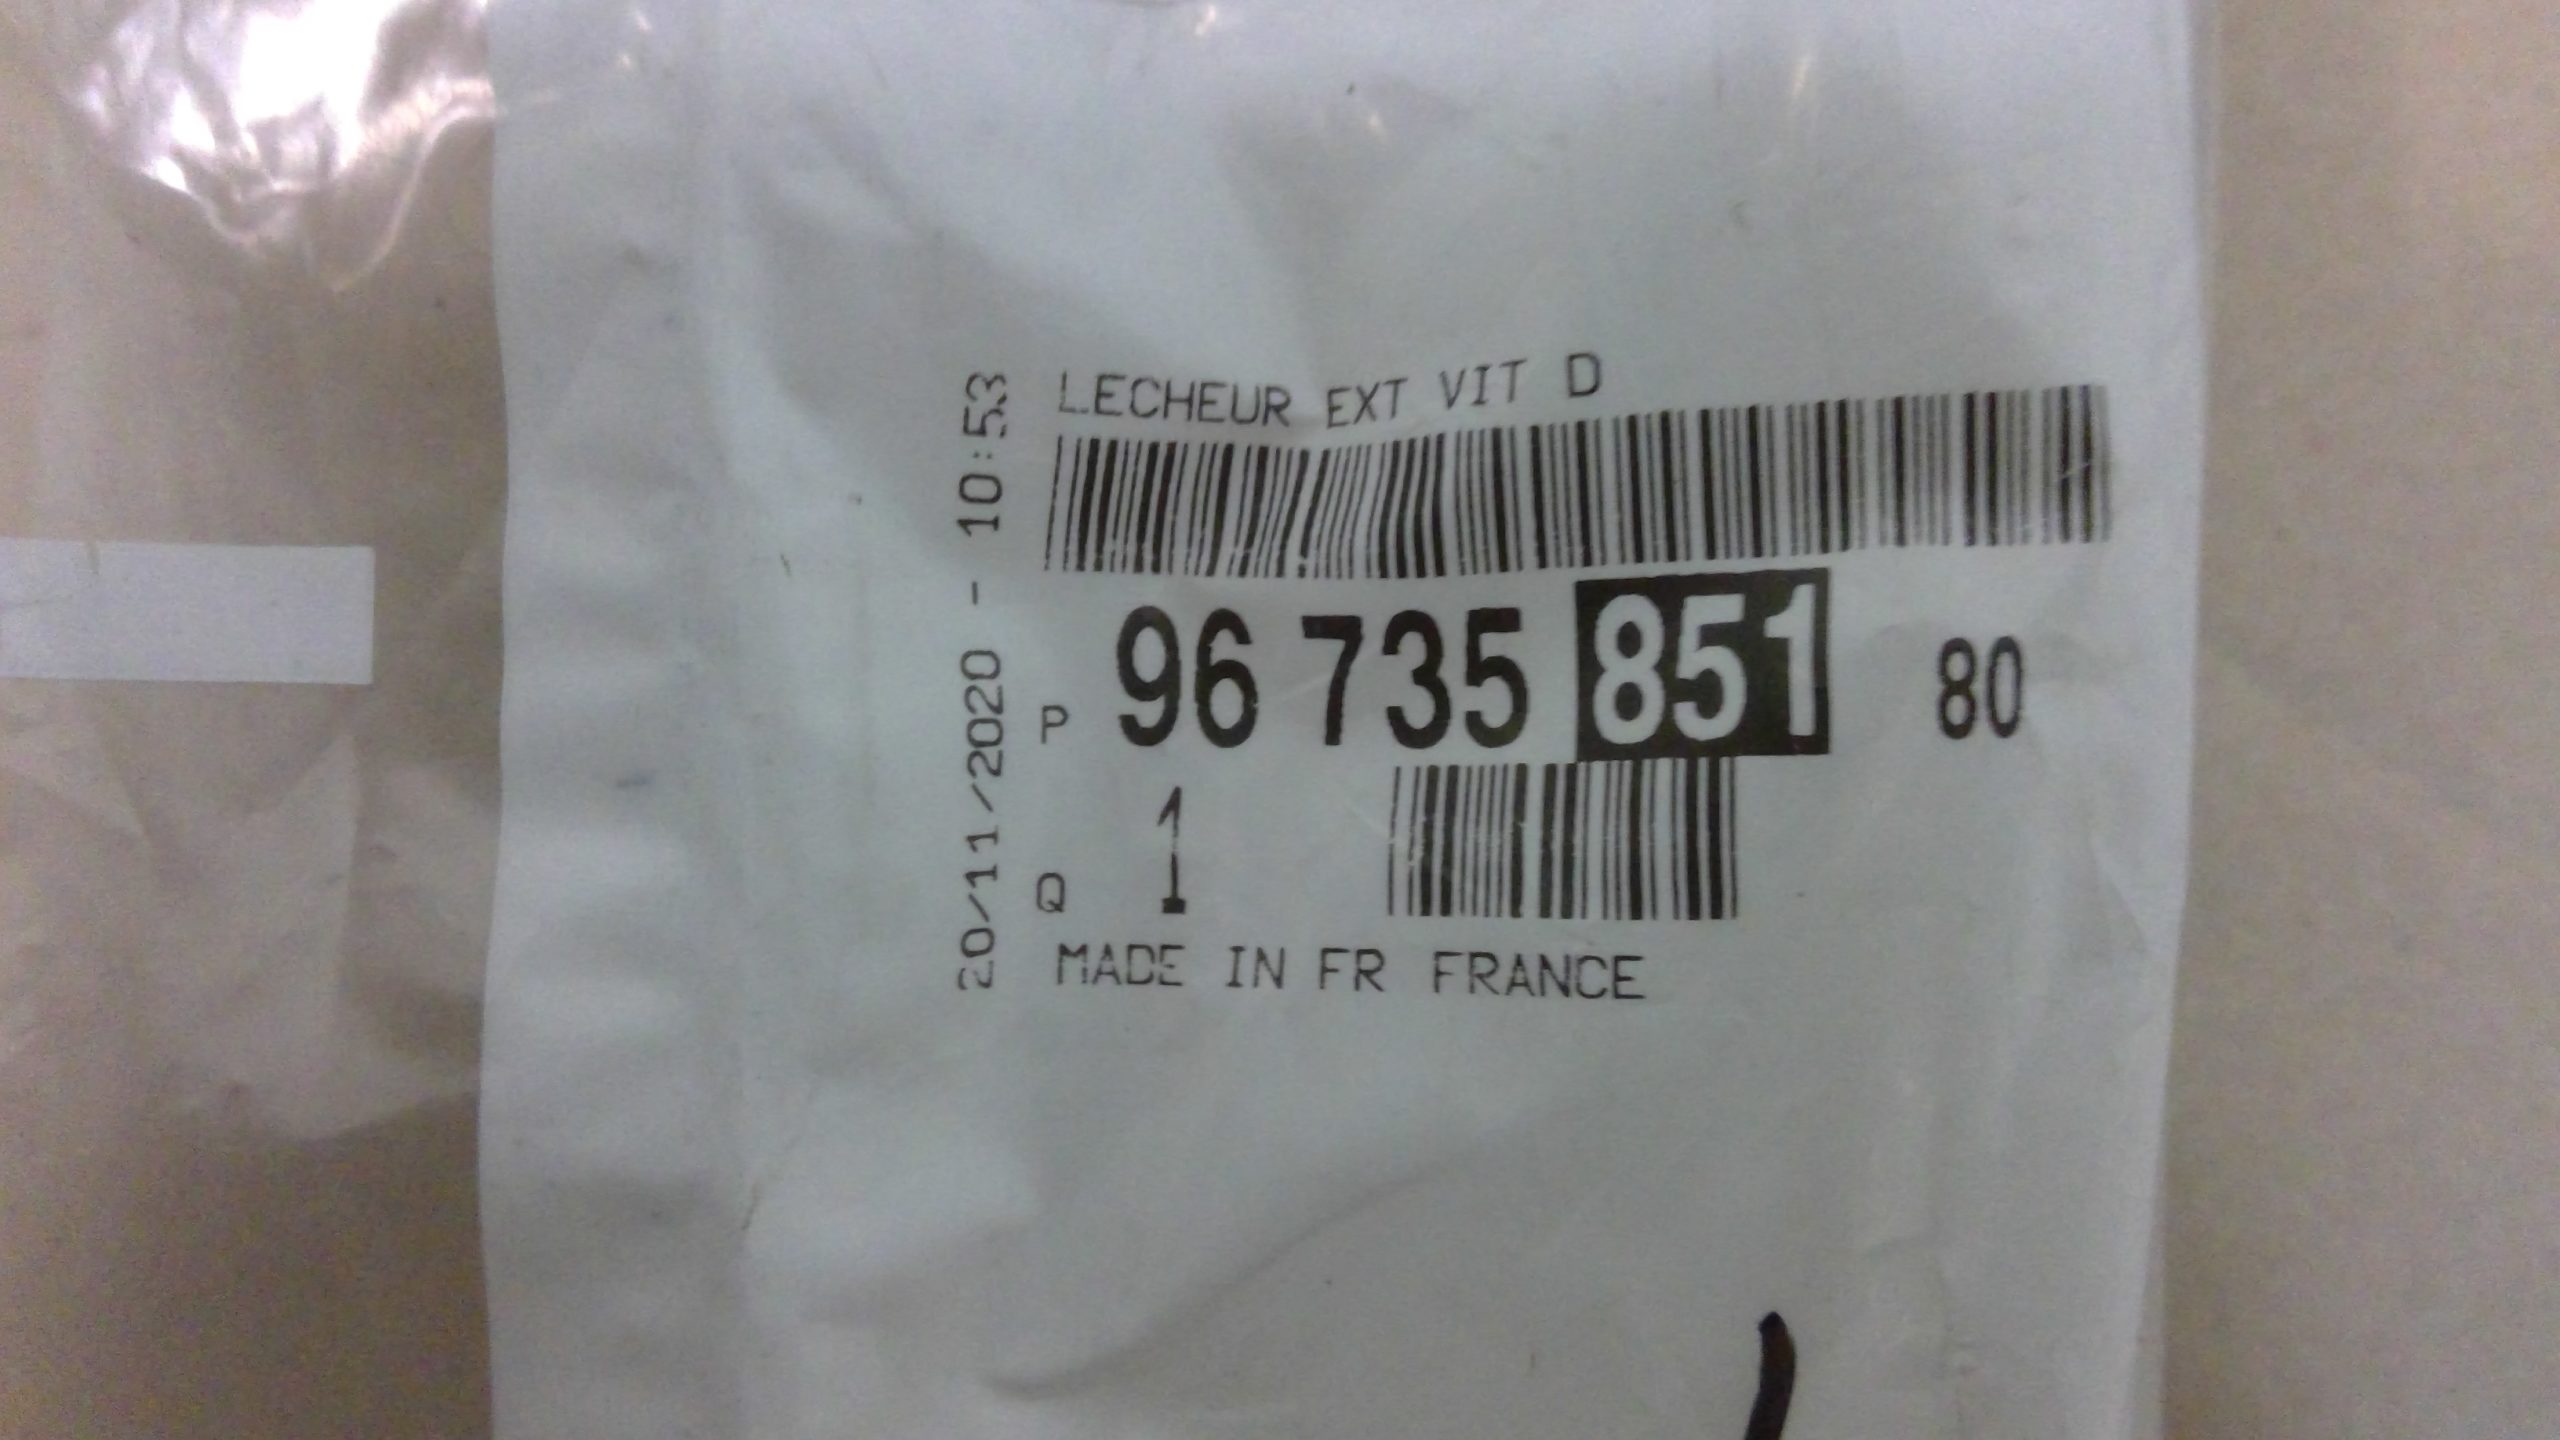 20/11/2020 - 10:53
LECHEUR EXT VIT D
P 96 735 851 80
Q 1
MADE IN FR FRANCE